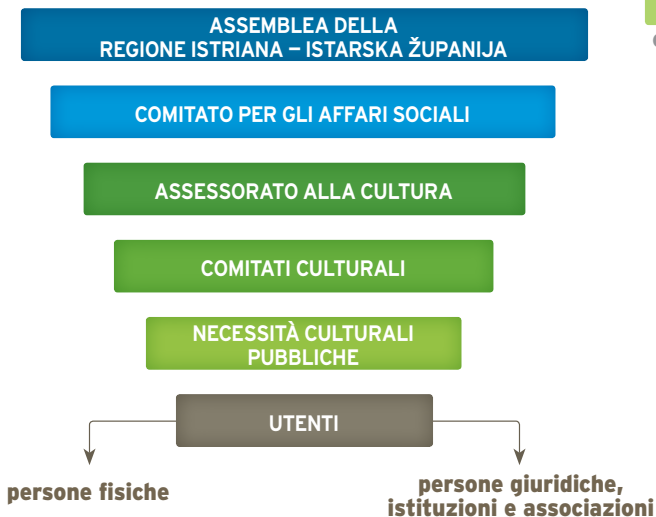 ASSEMBLEA DELLA
REGIONE ISTRIANA – ISTARSKA ŽUPANIJA
COMITATO PER GLI AFFARI SOCIALI
ASSESSORATO ALLA CULTURA
COMITATI CULTURALI
NECESSITÀ CULTURALI
PUBBLICHE
UTENTI
persone fisiche
persone giuridiche,
istituzioni e associazioni